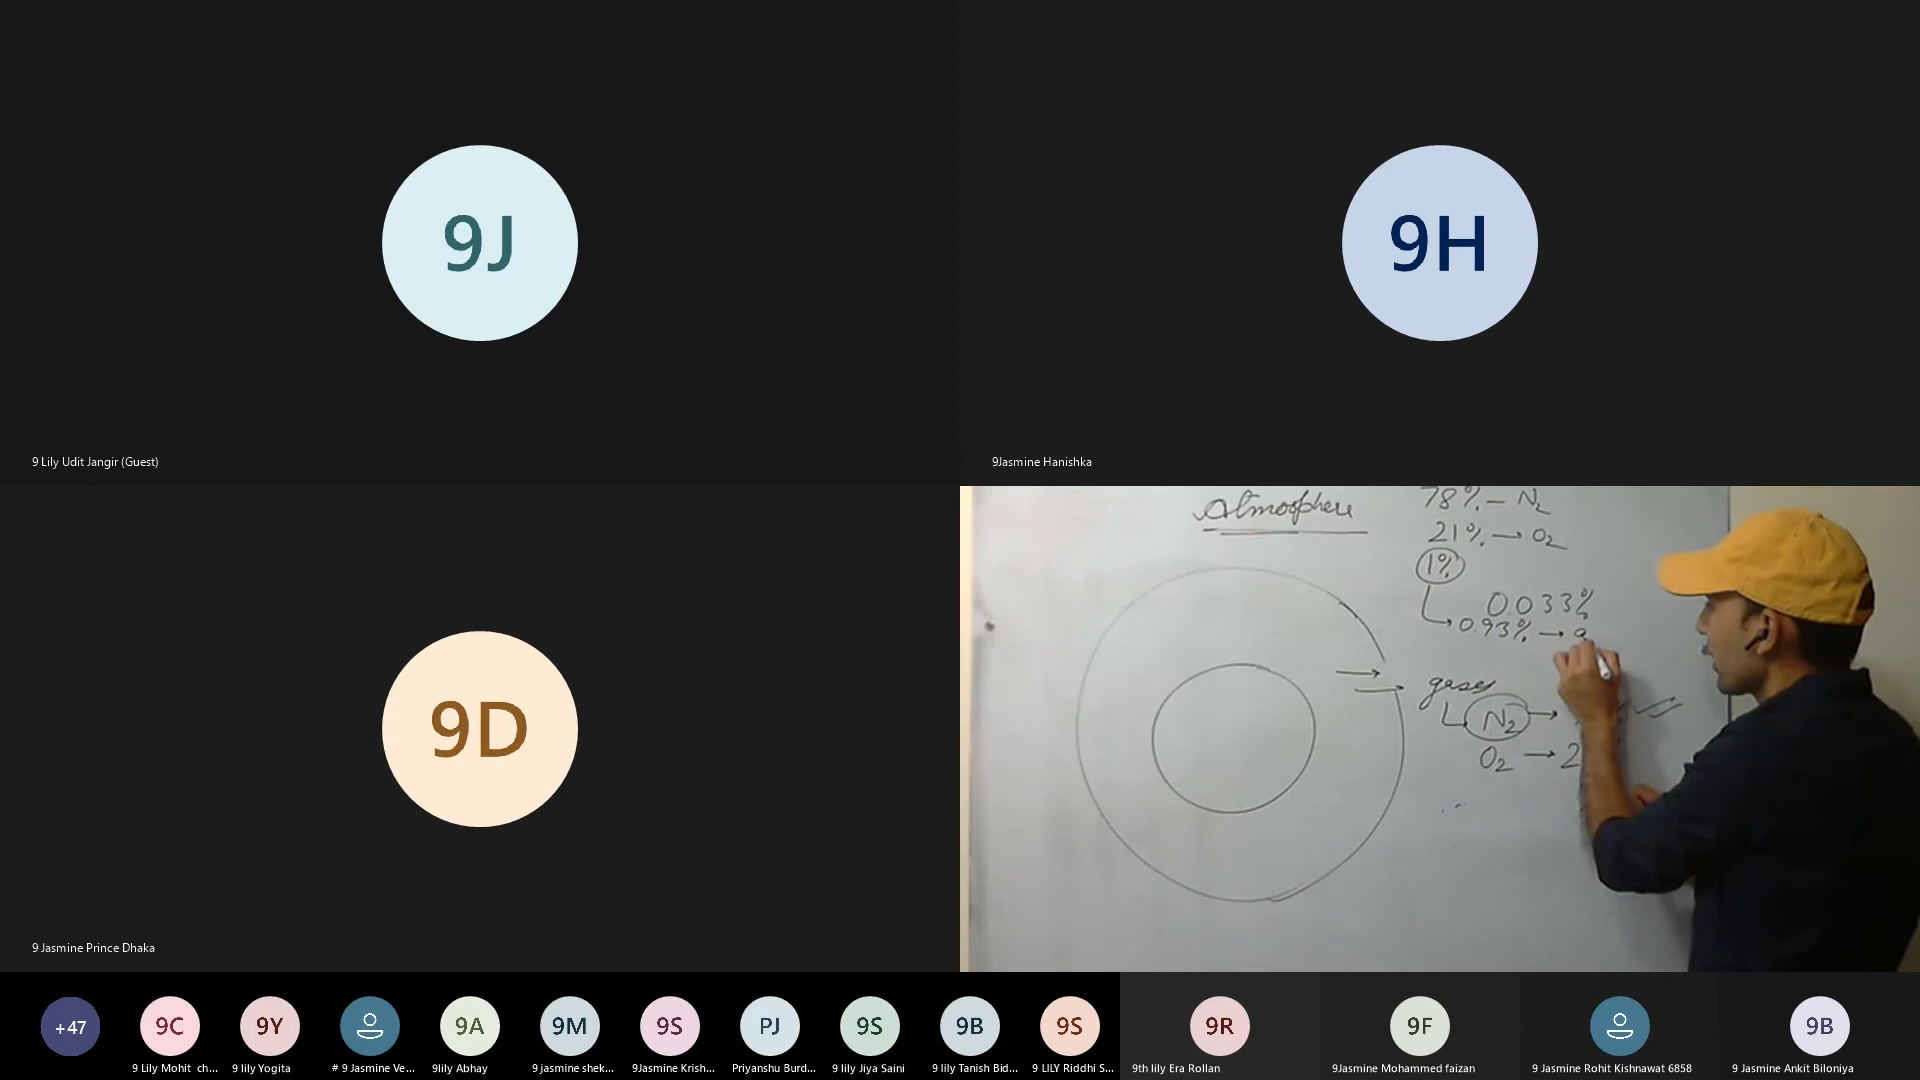 9J
9 Lily Udit Jangir (Guest)
9H
9Jasmine Hanishka
9D
9 Jasmine Prince Dhaka
Atmosphere
78% – N2
21% → O2
1%
0.033%
0.93% →
gases
N2 →
O2 → 2
+47
9C
9 Lily Mohit ch...
9Y
9 lily Yogita
# 9 Jasmine Ve...
9A
9lily Abhay
9M
9 jasmine shek...
9S
9Jasmine Krish...
PJ
Priyanshu Burd...
9S
9 lily Jiya Saini
9B
9 lily Tanish Bid...
9S
9 LILY Riddhi S...
9R
9th lily Era Rollan
9F
9Jasmine Mohammed faizan
9 Jasmine Rohit Kishnawat 6858
9B
9 Jasmine Ankit Biloniya